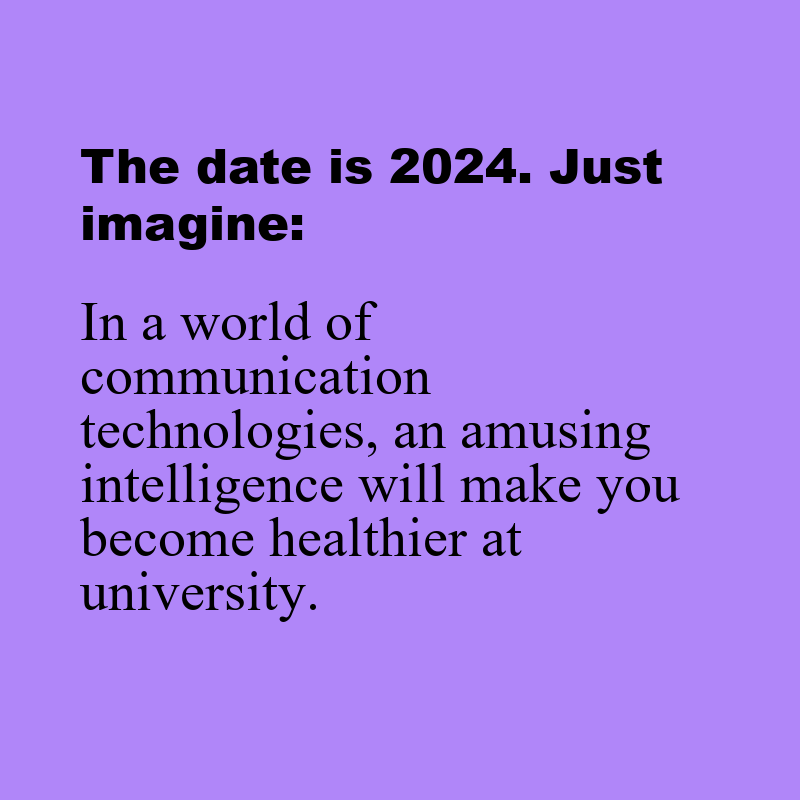 The date is 2024. Just
imagine:
In a world of
communication
technologies, an amusing
intelligence will make you
become healthier at
university.